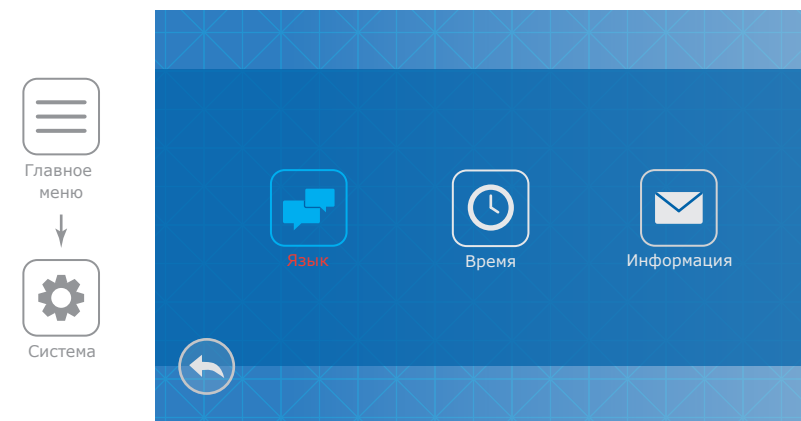 Главное
меню
Система
Язык
Время
Информация